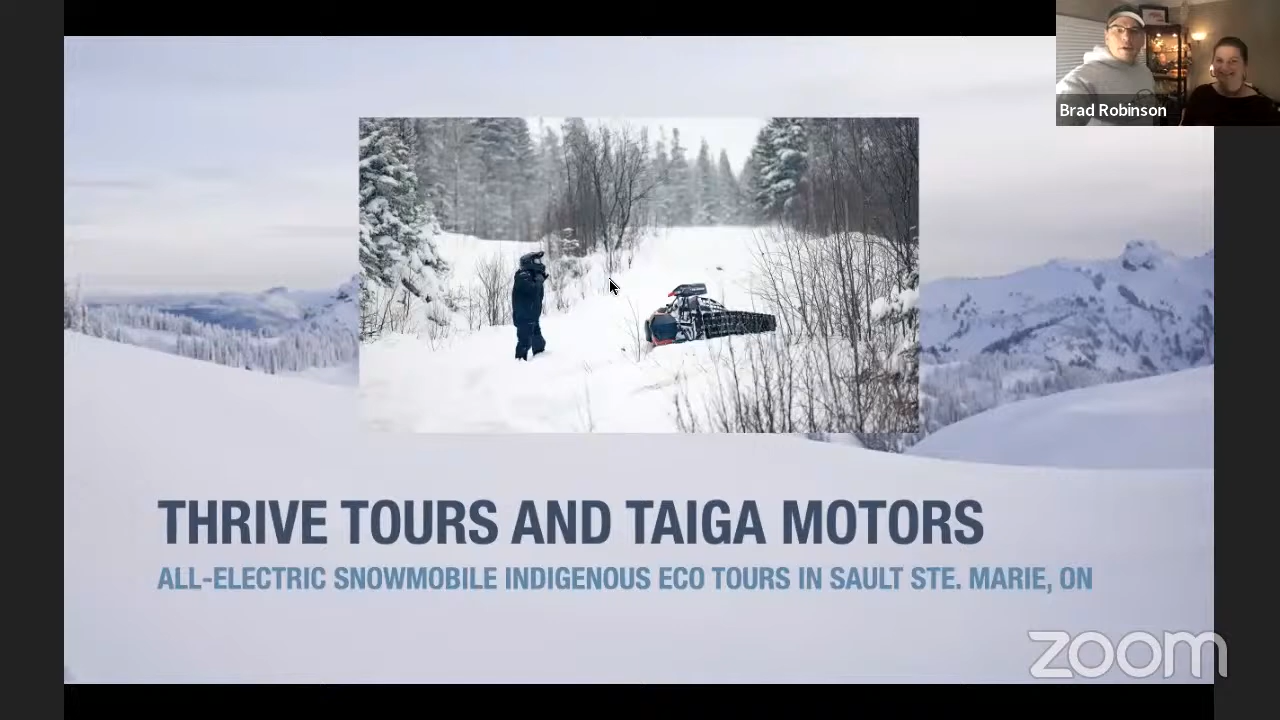 Brad Robinson
THRIVE TOURS AND TAIGA MOTORS
ALL-ELECTRIC SNOWMOBILE INDIGENOUS ECO TOURS IN SAULT STE. MARIE, ON
zoom